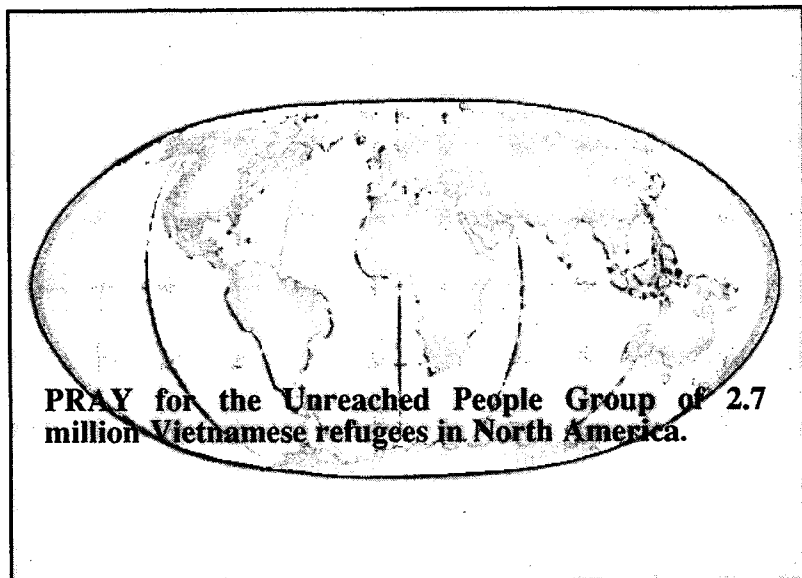 PRAY for the Unreached People Group of 2.7
million Vietnamese refugees in North America.